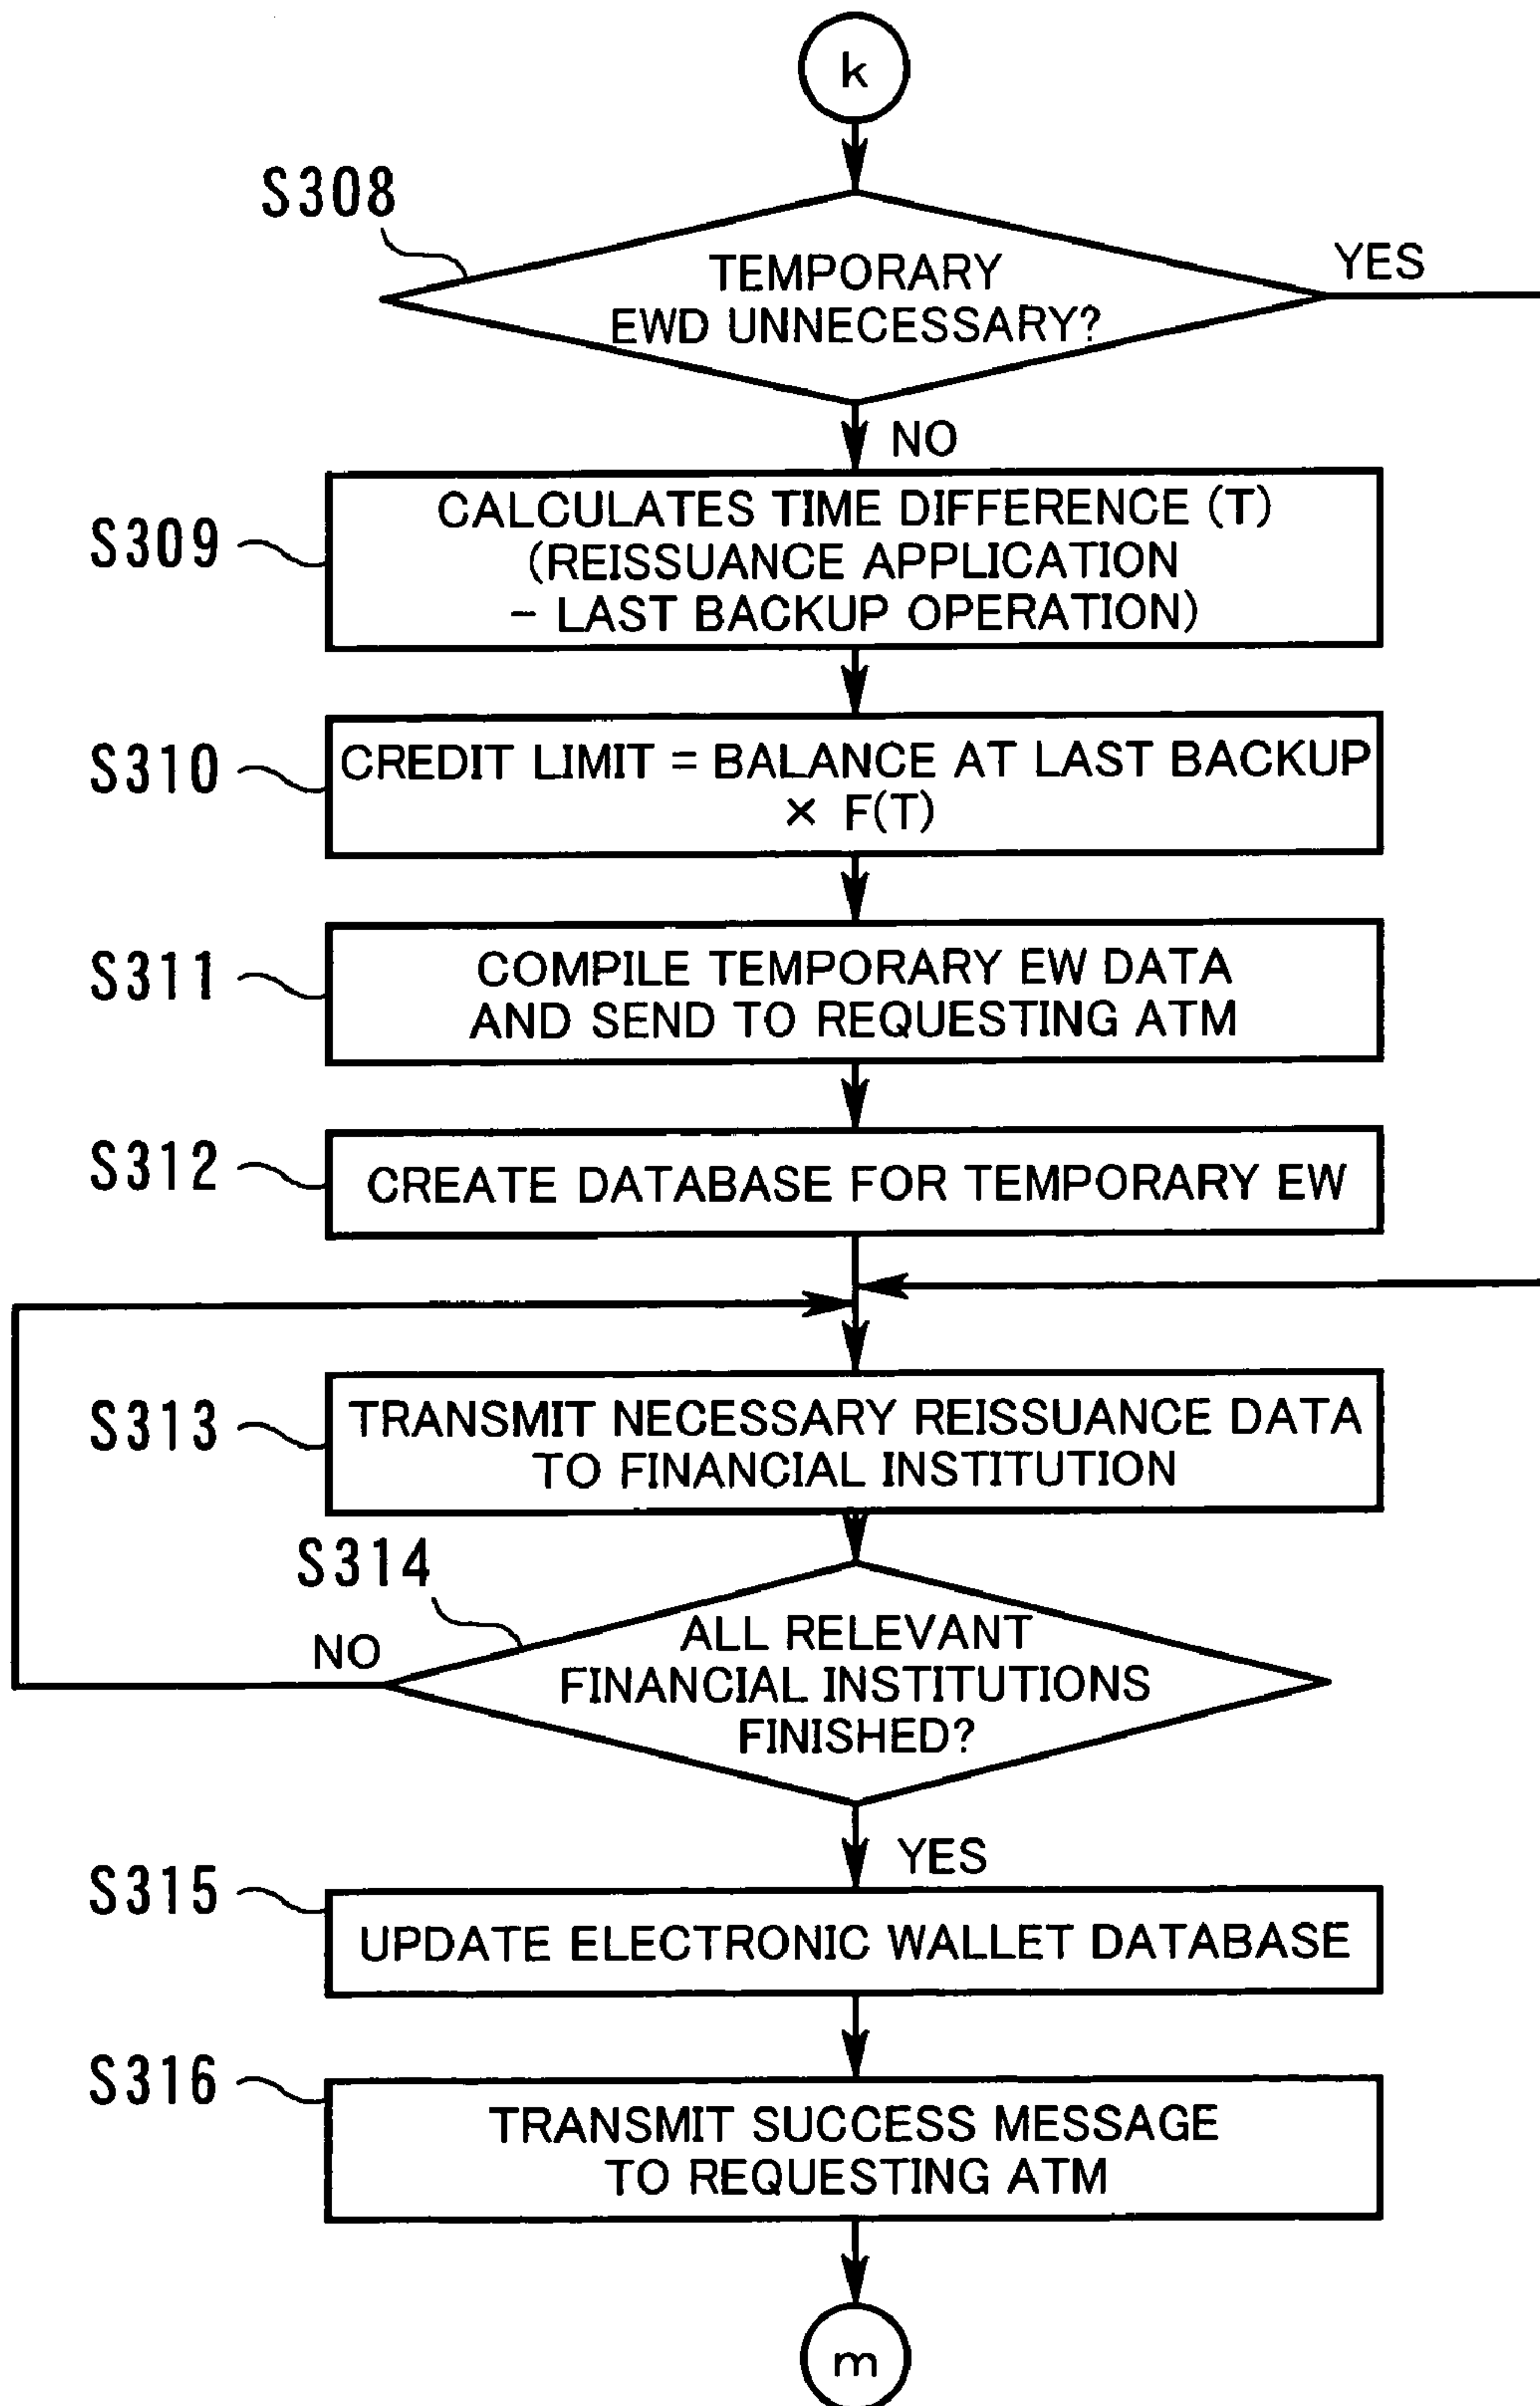 k
S308
TEMPORARY
EWD UNNECESSARY?
YES
NO
S309
CALCULATES TIME DIFFERENCE (T)
(REISSUANCE APPLICATION
- LAST BACKUP OPERATION)
S310
CREDIT LIMIT = BALANCE AT LAST BACKUP
× F(T)
S311
COMPILE TEMPORARY EW DATA
AND SEND TO REQUESTING ATM
S312
CREATE DATABASE FOR TEMPORARY EW
S313
TRANSMIT NECESSARY REISSUANCE DATA
TO FINANCIAL INSTITUTION
S314
NO
ALL RELEVANT
FINANCIAL INSTITUTIONS
FINISHED?
YES
S315
UPDATE ELECTRONIC WALLET DATABASE
S316
TRANSMIT SUCCESS MESSAGE
TO REQUESTING ATM
m